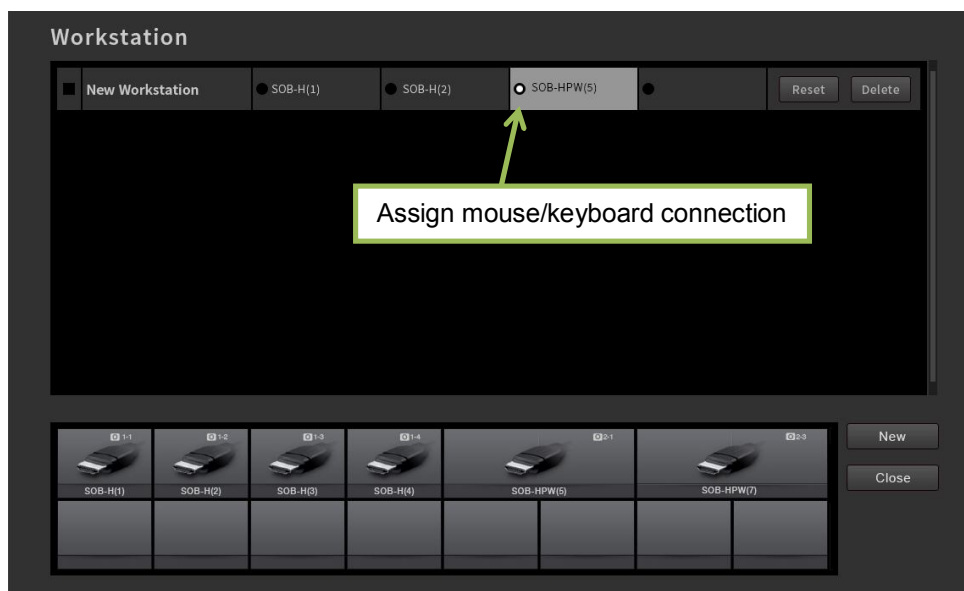 Workstation
New Workstation SOB-H(1) SOB-H(2) SOB-HPW(5) Reset Delete
Assign mouse/keyboard connection
1-1 1-2 1-3 1-4 2-1 2-3
SOB-H(1) SOB-H(2) SOB-H(3) SOB-H(4) SOB-HPW(5) SOB-HPW(7)
New
Close